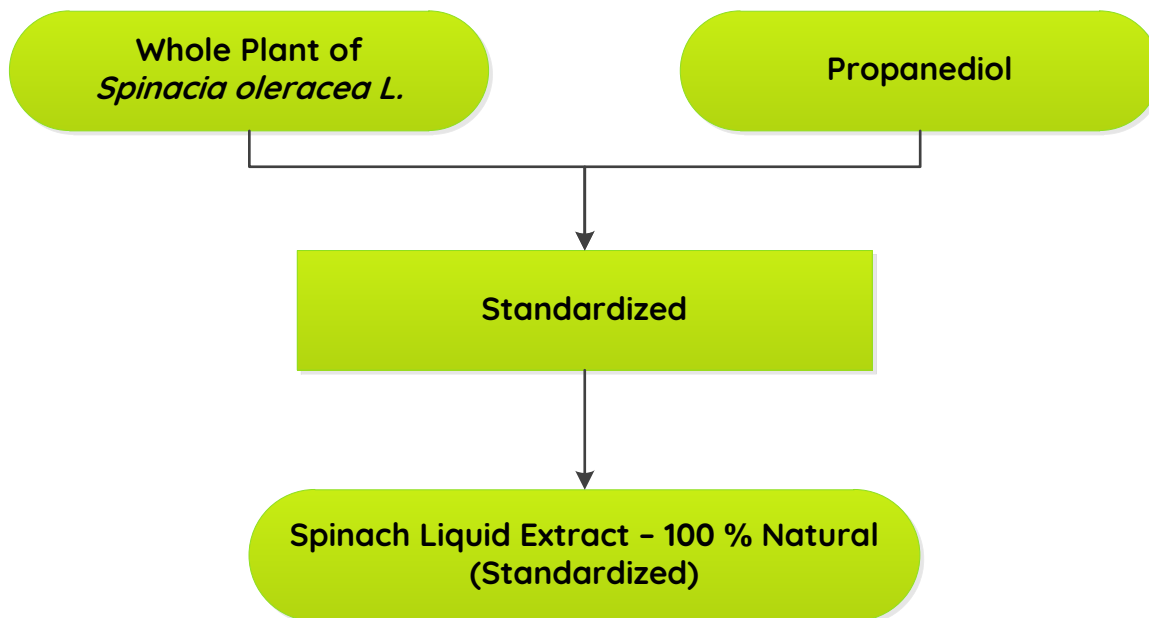 Whole Plant of
Spinacia oleracea L.
Propanediol
Standardized
Spinach Liquid Extract – 100 % Natural
(Standardized)